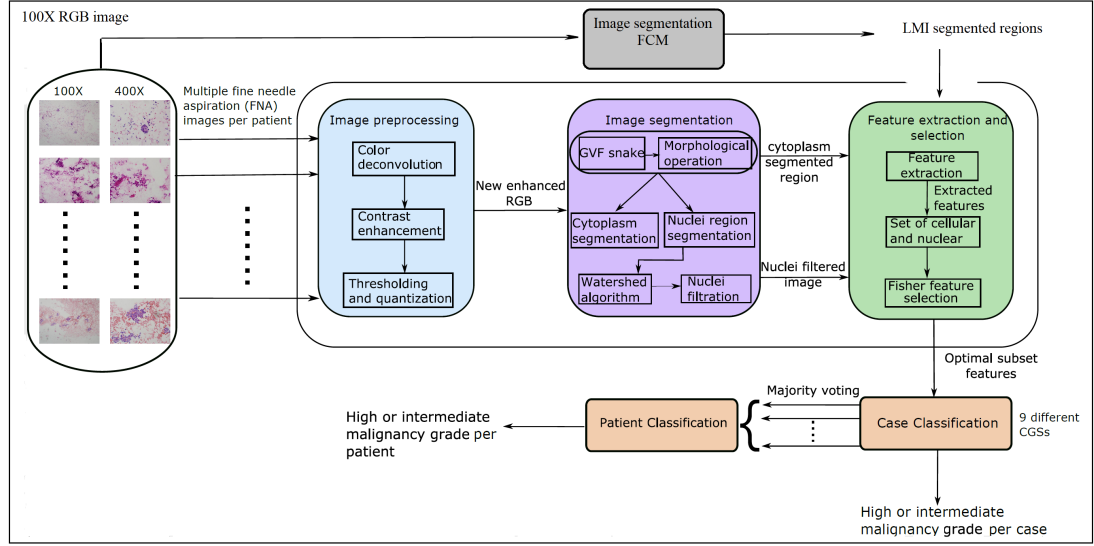 100X RGB image
Image segmentation
FCM
LMI segmented regions
100X
400X
Multiple fine needle
aspiration (FNA)
images per patient
Image preprocessing
Color
deconvolution
Contrast
enhancement
Thresholding
and quantization
New enhanced
RGB
Image segmentation
GVF snake
Morphological
operation
Cytoplasm
segmentation
Nuclei region
segmentation
Watershed
algorithm
Nuclei
filtration
cytoplasm
segmented
region
Nuclei filtered
image
Feature extraction and
selection
Feature
extraction
Extracted
features
Set of cellular
and nuclear
Fisher feature
selection
Optimal subset
features
Case Classification
9 different
CGSs
Majority voting
Patient Classification
High or intermediate
malignancy grade per
patient
High or intermediate
malignancy grade per case